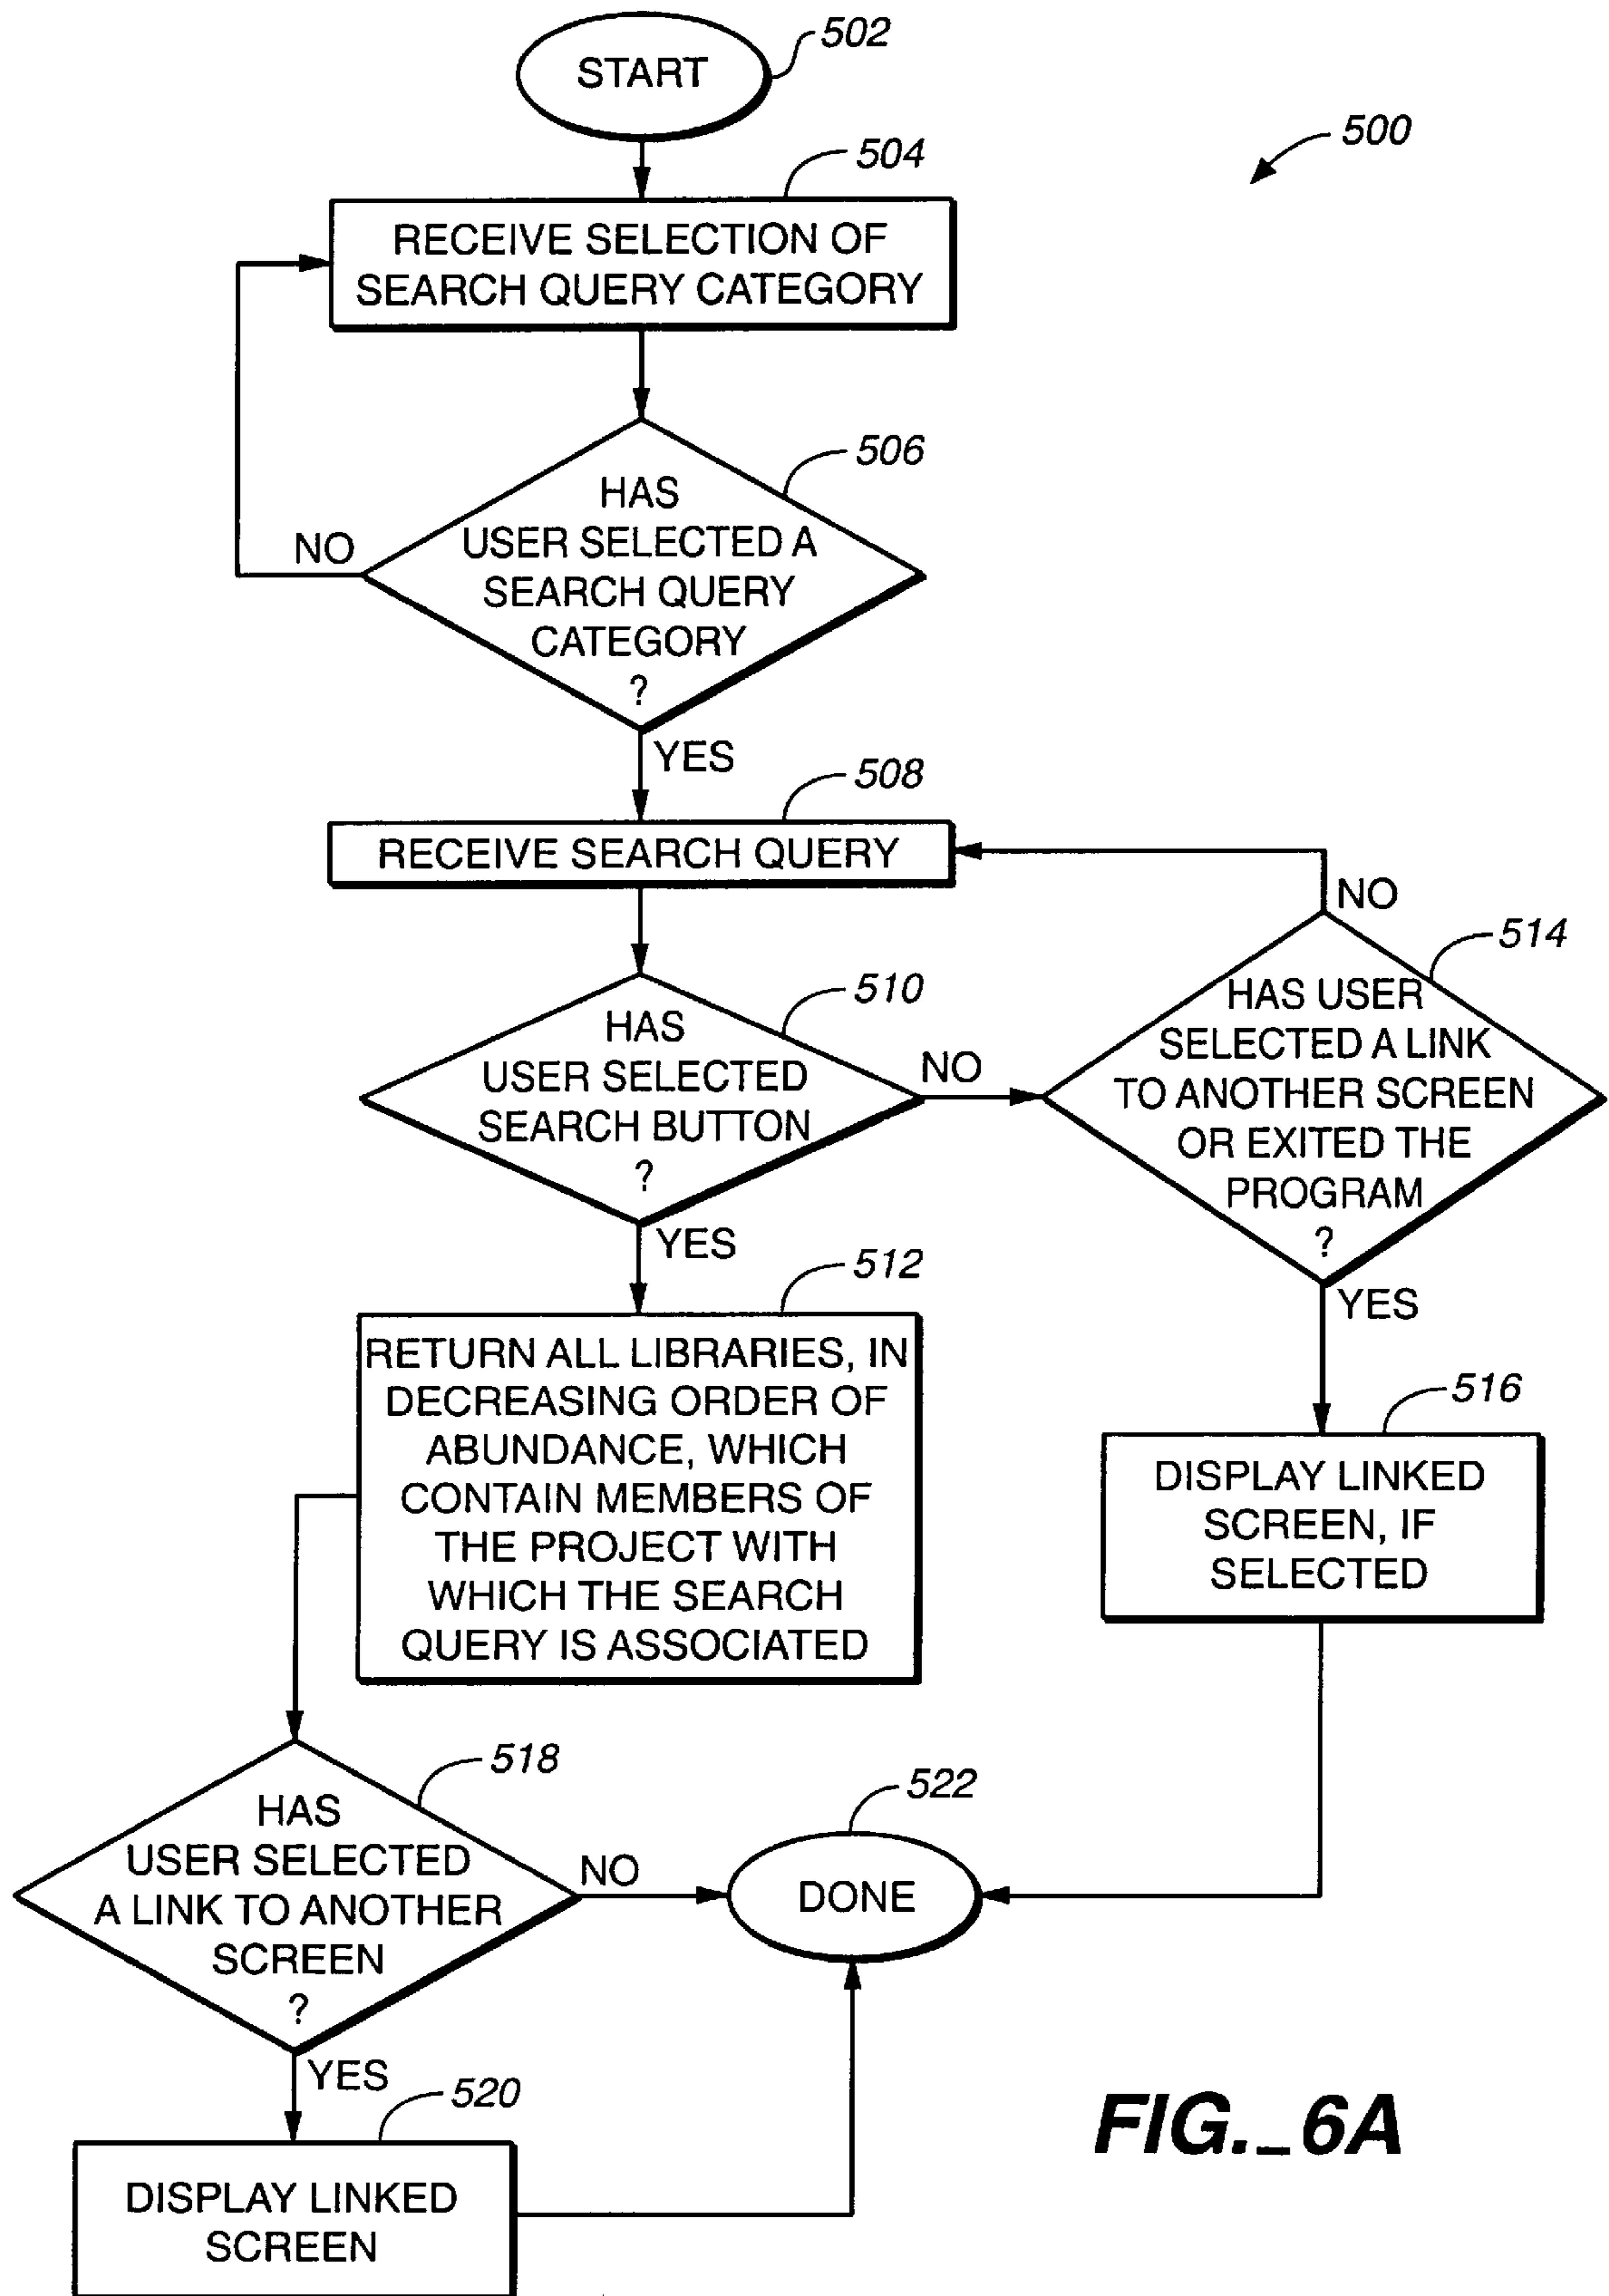 START
502
500
504
RECEIVE SELECTION OF
SEARCH QUERY CATEGORY
506
HAS
USER SELECTED A
SEARCH QUERY
CATEGORY
?
NO
YES
508
RECEIVE SEARCH QUERY
NO
514
HAS USER
SELECTED A LINK
TO ANOTHER SCREEN
OR EXITED THE
PROGRAM
?
510
HAS
USER SELECTED
SEARCH BUTTON
?
NO
YES
YES
512
RETURN ALL LIBRARIES, IN
DECREASING ORDER OF
ABUNDANCE, WHICH
CONTAIN MEMBERS OF
THE PROJECT WITH
WHICH THE SEARCH
QUERY IS ASSOCIATED
516
DISPLAY LINKED
SCREEN, IF
SELECTED
518
HAS
USER SELECTED
A LINK TO ANOTHER
SCREEN
?
NO
522
DONE
YES
520
DISPLAY LINKED
SCREEN
FIG._6A